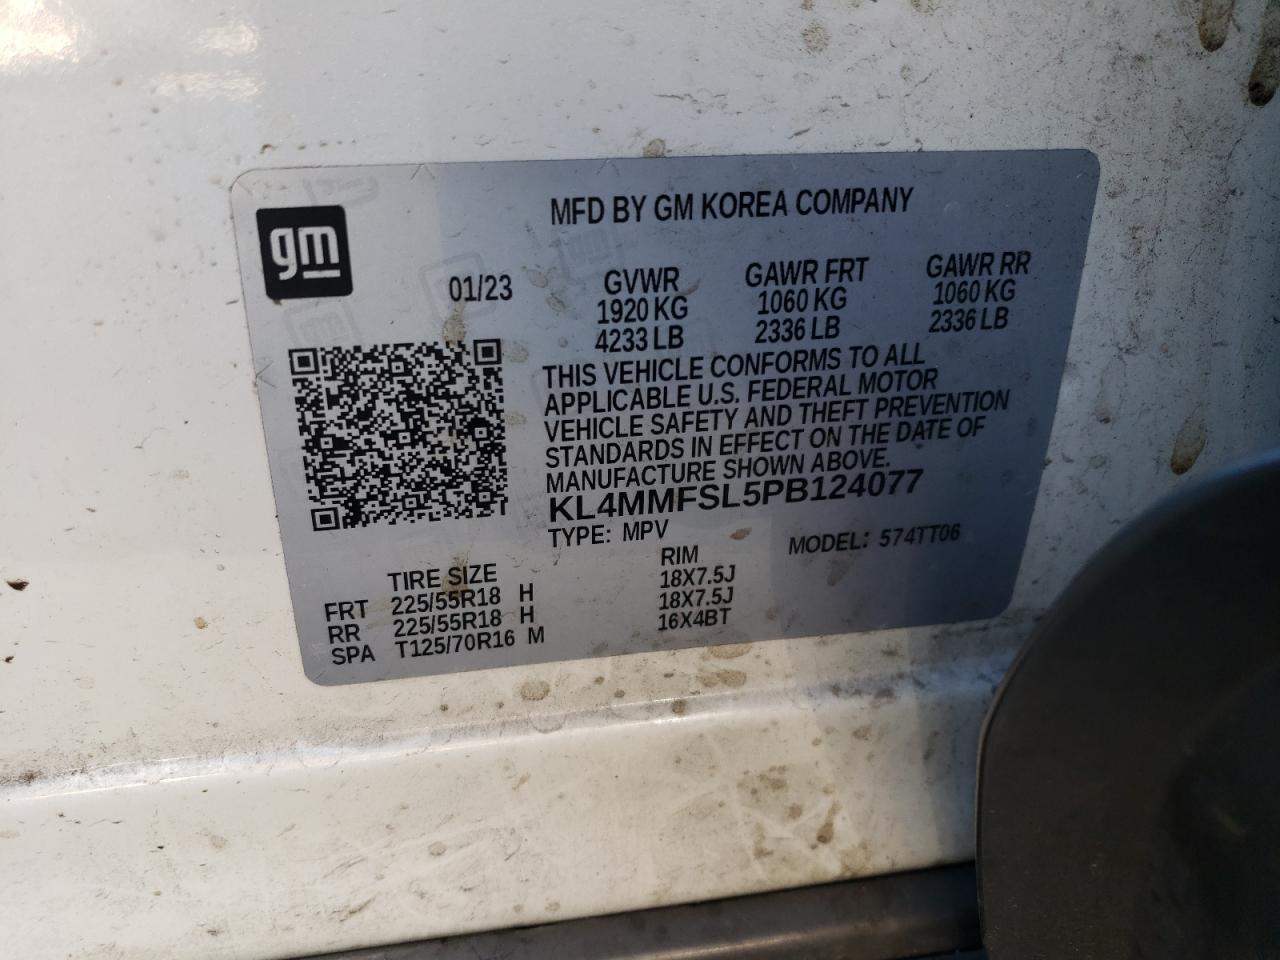 gm
MFD BY GM KOREA COMPANY
01/23 GVWR GAWR FRT GAWR RR
1920 KG 1060 KG 1060 KG
4233 LB 2336 LB 2336 LB
THIS VEHICLE CONFORMS TO ALL
APPLICABLE U.S. FEDERAL MOTOR
VEHICLE SAFETY AND THEFT PREVENTION
STANDARDS IN EFFECT ON THE DATE OF
MANUFACTURE SHOWN ABOVE.
KL4MMFSL5PB124077
TYPE: MPV MODEL: 574TT06
TIRE SIZE RIM
FRT 225/55R18 H 18X7.5J
RR 225/55R18 H 18X7.5J
SPA T125/70R16 M 16X4BT